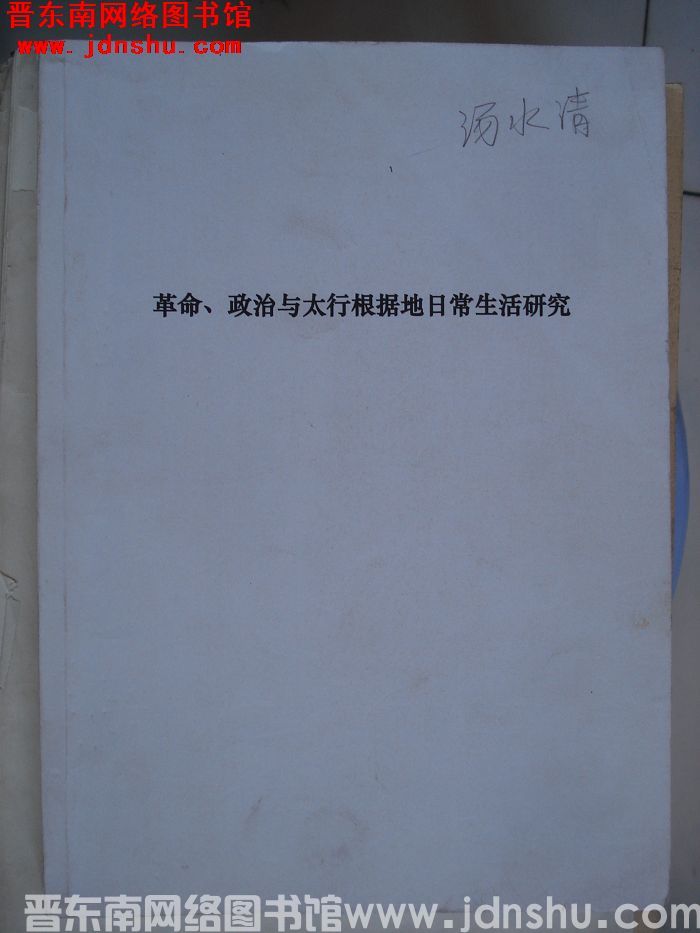 晋东南网络图书馆
www.jdnshu.com
汤水清
革命、政治与太行根据地日常生活研究
晋东南网络图书馆www.jdnshu.com